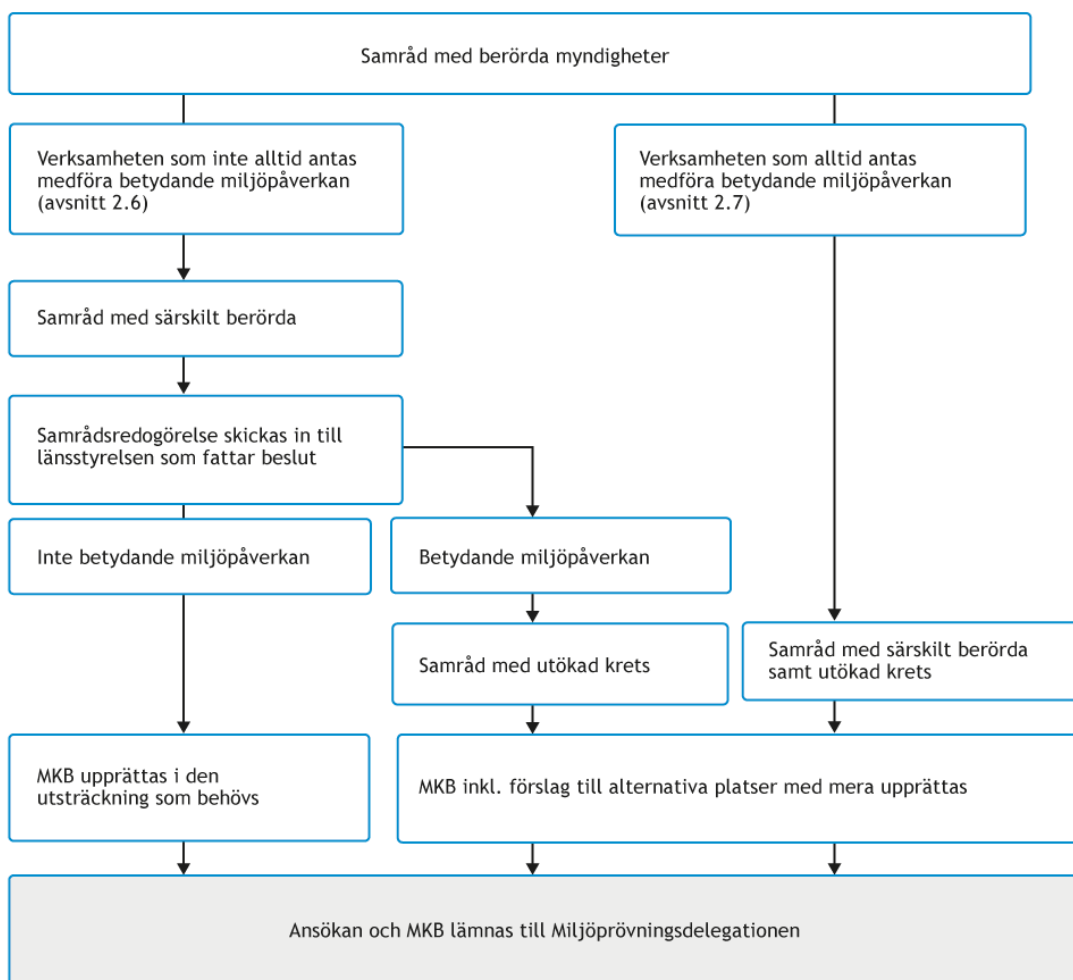 Samråd med berörda myndigheter
Verksamheten som inte alltid antas
medföra betydande miljöpåverkan
(avsnitt 2.6)
Verksamheten som alltid antas
medföra betydande miljöpåverkan
(avsnitt 2.7)
Samråd med särskilt berörda
Samrådsredogörelse skickas in till
länsstyrelsen som fattar beslut
Inte betydande miljöpåverkan
Betydande miljöpåverkan
Samråd med utökad krets
Samråd med särskilt berörda
samt utökad krets
MKB upprättas i den
utsträckning som behövs
MKB inkl. förslag till alternativa platser med mera upprättas
Ansökan och MKB lämnas till Miljöprövningsdelegationen